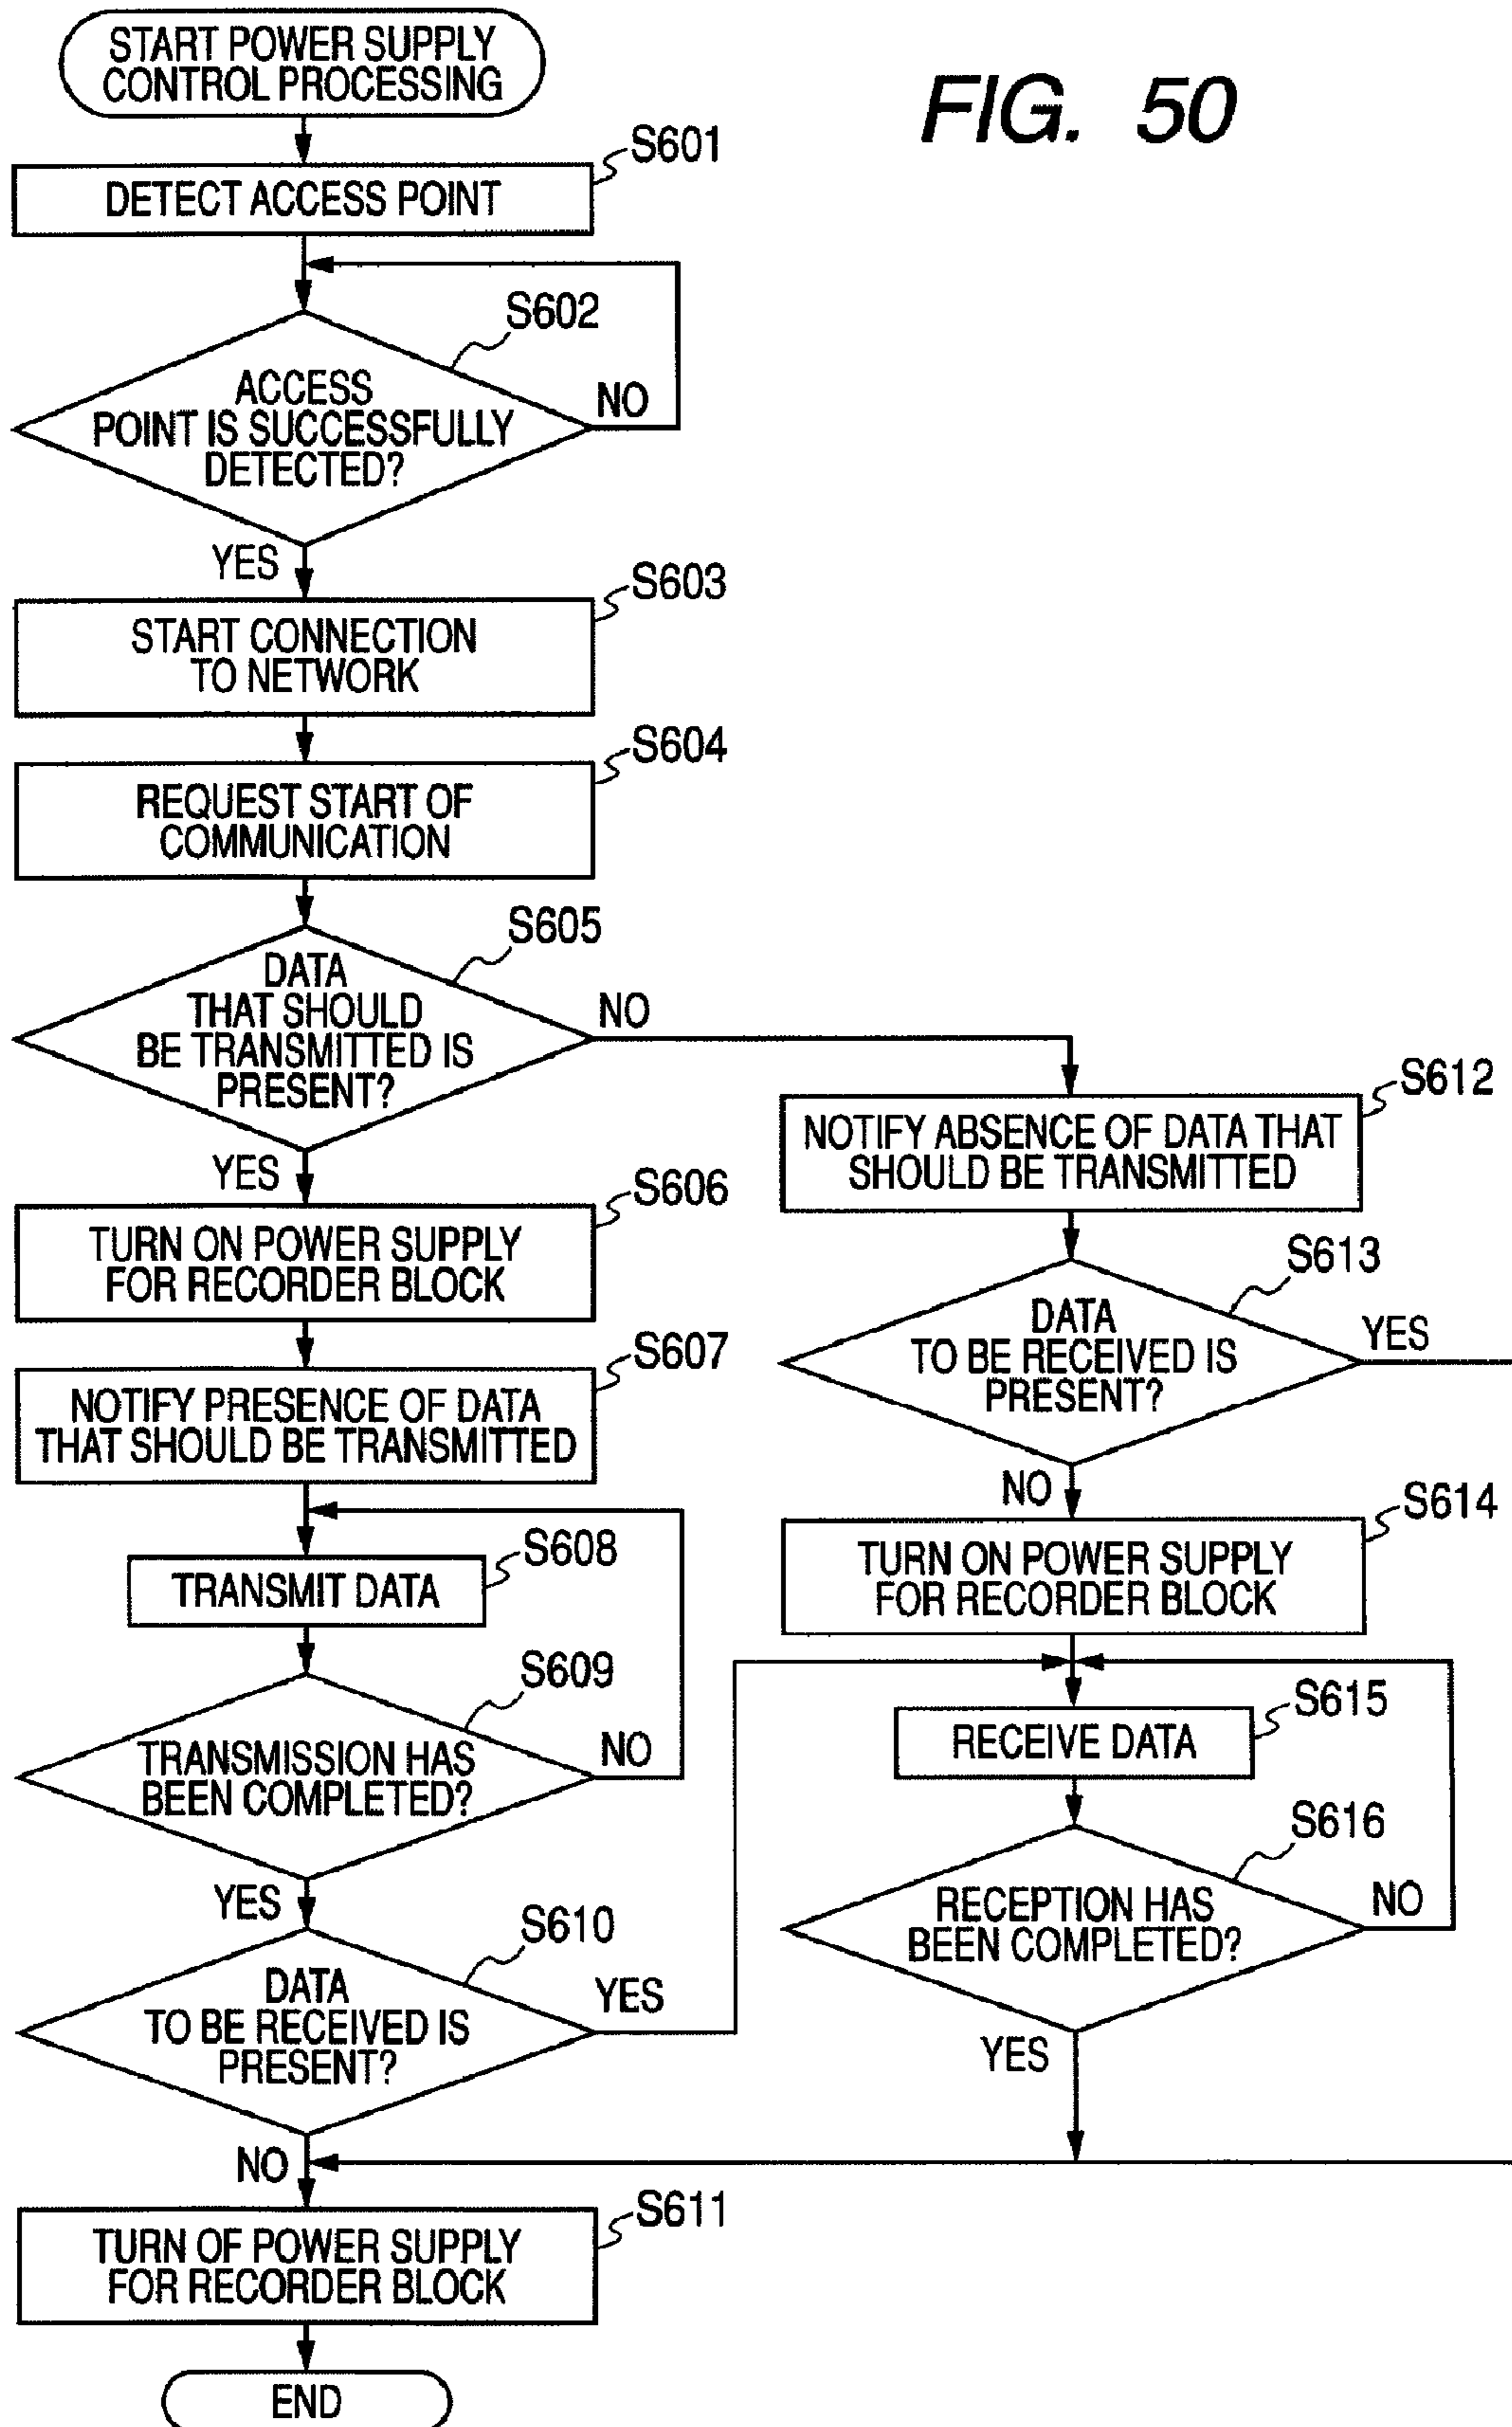 START POWER SUPPLY
CONTROL PROCESSING
FIG. 50
S601
DETECT ACCESS POINT
S602
ACCESS
POINT IS SUCCESSFULLY
DETECTED?
NO
YES
S603
START CONNECTION
TO NETWORK
S604
REQUEST START OF
COMMUNICATION
S605
DATA
THAT SHOULD
BE TRANSMITTED IS
PRESENT?
NO
YES
S606
TURN ON POWER SUPPLY
FOR RECORDER BLOCK
S607
NOTIFY PRESENCE OF DATA
THAT SHOULD BE TRANSMITTED
S608
TRANSMIT DATA
S609
TRANSMISSION HAS
BEEN COMPLETED?
NO
YES
S610
DATA
TO BE RECEIVED IS
PRESENT?
YES
NO
S611
TURN OF POWER SUPPLY
FOR RECORDER BLOCK
END
S612
NOTIFY ABSENCE OF DATA THAT
SHOULD BE TRANSMITTED
S613
DATA
TO BE RECEIVED IS
PRESENT?
YES
NO
S614
TURN ON POWER SUPPLY
FOR RECORDER BLOCK
S615
RECEIVE DATA
S616
RECEPTION HAS
BEEN COMPLETED?
NO
YES